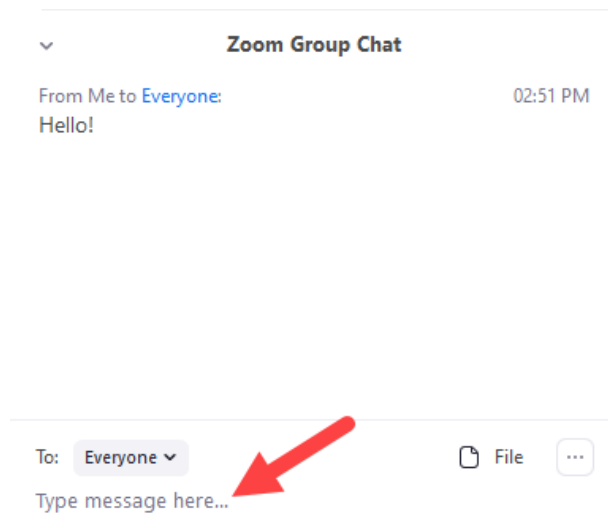 Zoom Group Chat
From Me to Everyone: 02:51 PM
Hello!
To: Everyone File ...
Type message here...